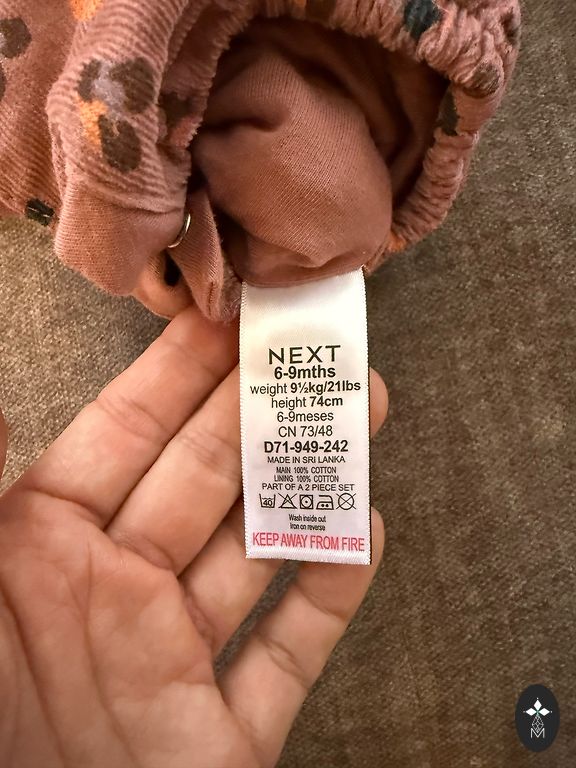 NEXT
6-9mths
weight 9½kg/21lbs
height 74cm
6-9meses
CN 73/48
D71-949-242
MADE IN SRI LANKA
MAIN 100% COTTON
LINING 100% COTTON
PART OF A 2 PIECE SET
40
Wash inside out
Iron on reverse
KEEP AWAY FROM FIRE
M